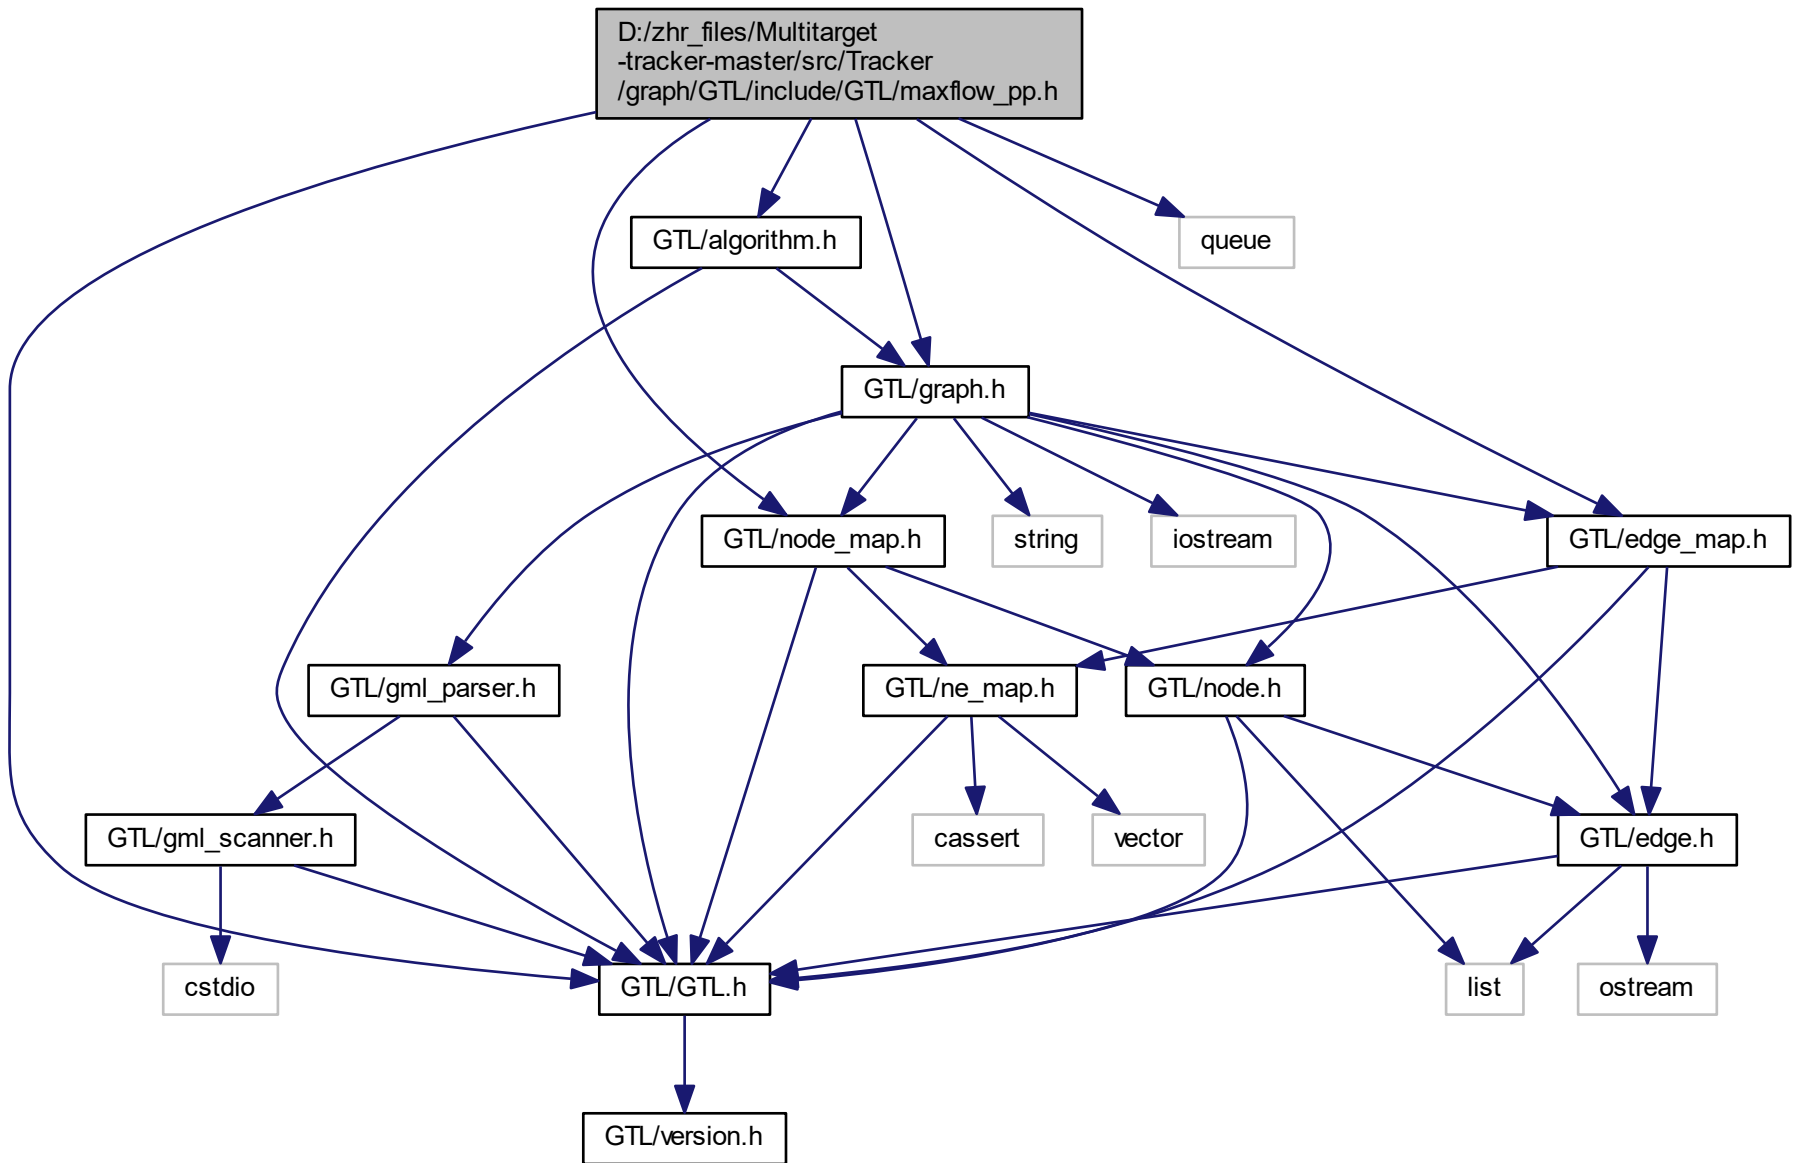 D:/zhr_files/Multitarget
-tracker-master/src/Tracker
/graph/GTL/include/GTL/maxflow_pp.h
GTL/algorithm.h
queue
GTL/graph.h
GTL/node_map.h
string
iostream
GTL/edge_map.h
GTL/gml_parser.h
GTL/ne_map.h
GTL/node.h
GTL/gml_scanner.h
cassert
vector
GTL/edge.h
cstdio
GTL/GTL.h
list
ostream
GTL/version.h